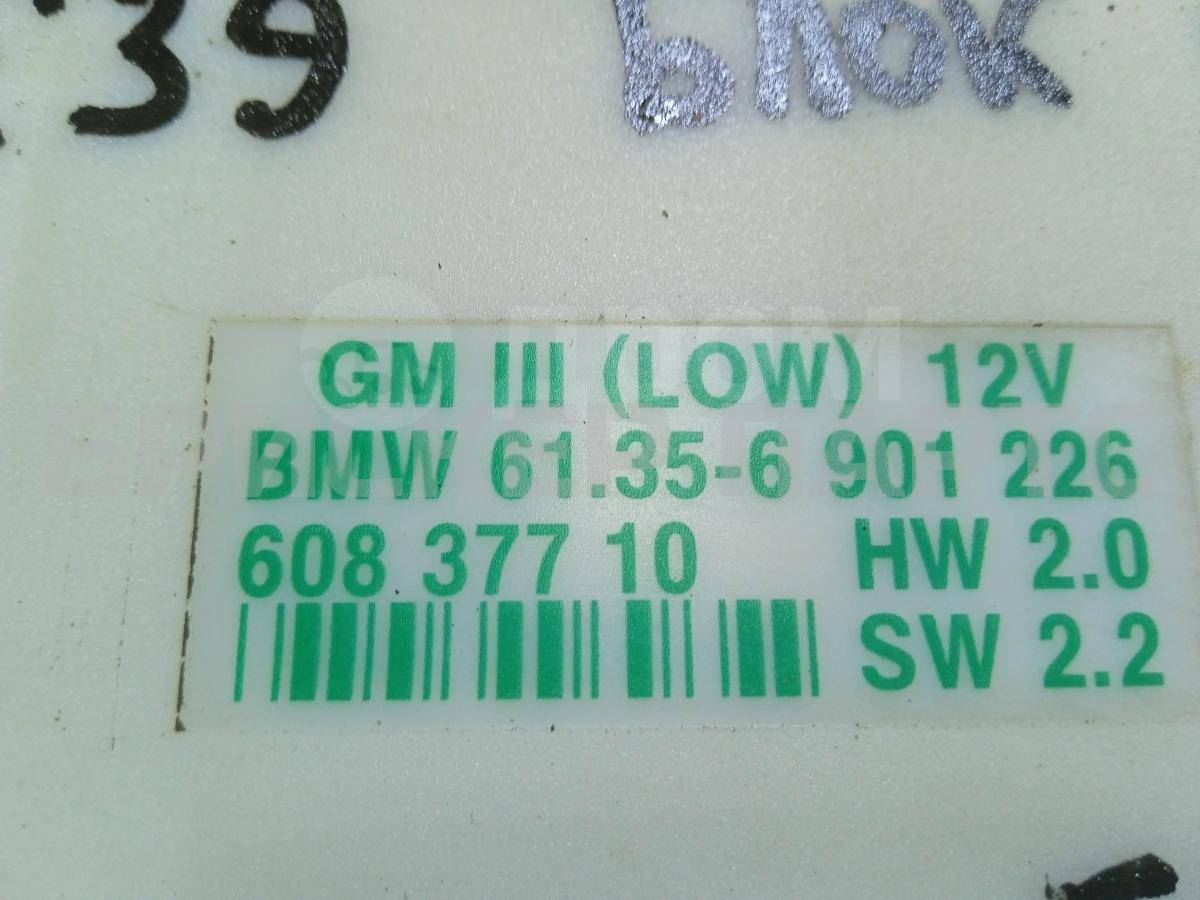 39 блок
GM III (LOW) 12V
BMW 61.35-6 901 226
608 377 10 HW 2.0
SW 2.2